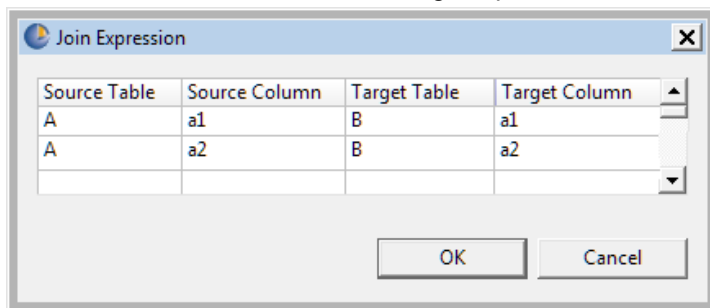 Join Expression
Source Table Source Column Target Table Target Column
A a1 B a1
A a2 B a2
OK Cancel